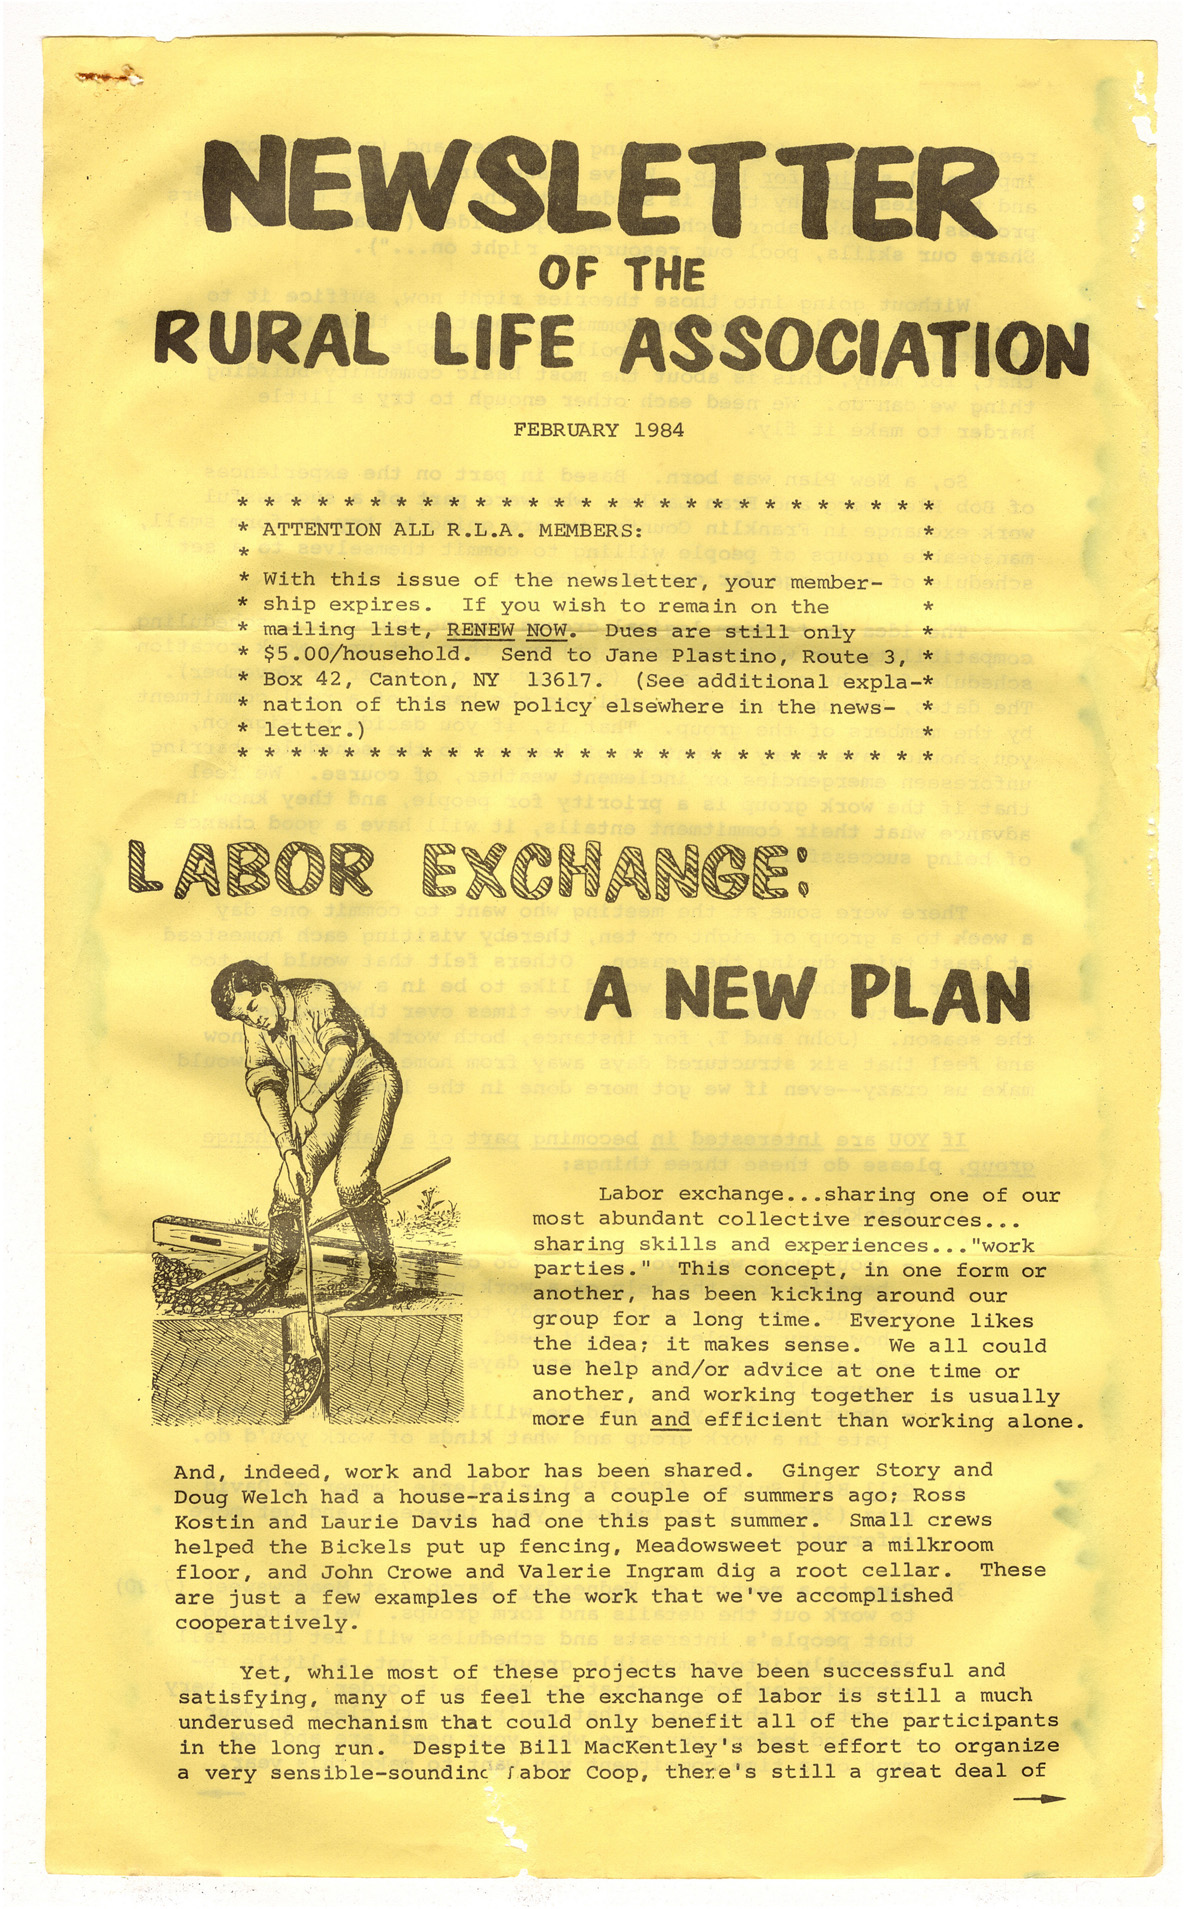 NEWSLETTER
OF THE
RURAL LIFE ASSOCIATION
FEBRUARY 1984
* * * * * * * * * * * * * * * * * * * * * * * * * * *
* ATTENTION ALL R.L.A. MEMBERS: *
* *
* With this issue of the newsletter, your member- *
* ship expires. If you wish to remain on the *
* mailing list, RENEW NOW. Dues are still only *
* $5.00/household. Send to Jane Plastino, Route 3, *
* Box 42, Canton, NY 13617. (See additional expla-*
* nation of this new policy elsewhere in the news- *
* letter.) *
* * * * * * * * * * * * * * * * * * * * * * * * * * *
LABOR EXCHANGE:
A NEW PLAN
Labor exchange...sharing one of our
most abundant collective resources...
sharing skills and experiences..."work
parties." This concept, in one form or
another, has been kicking around our
group for a long time. Everyone likes
the idea; it makes sense. We all could
use help and/or advice at one time or
another, and working together is usually
more fun and efficient than working alone.
And, indeed, work and labor has been shared. Ginger Story and
Doug Welch had a house-raising a couple of summers ago; Ross
Kostin and Laurie Davis had one this past summer. Small crews
helped the Bickels put up fencing, Meadowsweet pour a milkroom
floor, and John Crowe and Valerie Ingram dig a root cellar. These
are just a few examples of the work that we've accomplished
cooperatively.
Yet, while most of these projects have been successful and
satisfying, many of us feel the exchange of labor is still a much
underused mechanism that could only benefit all of the participants
in the long run. Despite Bill MacKentley's best effort to organize
a very sensible-sounding Labor Coop, there's still a great deal of